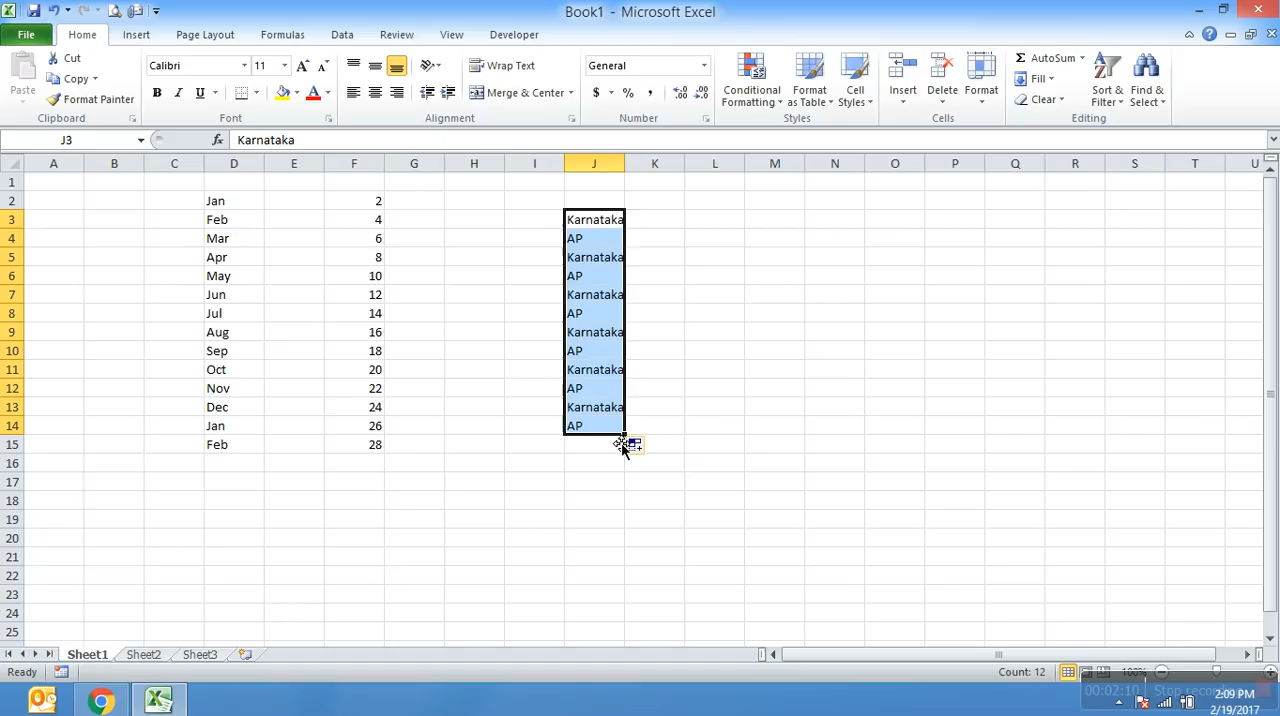 Book1 - Microsoft Excel
File Home Insert Page Layout Formulas Data Review View Developer
Paste
Cut
Copy
Format Painter
Clipboard
Calibri 11
B I U A A A
Font
Wrap Text
Merge & Center
Alignment
General
$ % ,
Number
Conditional Formatting
Format as Table
Cell Styles
Styles
Insert
Delete
Format
Cells
AutoSum
Fill
Clear
Sort & Filter
Find & Select
Editing
J3 fx Karnataka
A B C D E F G H I J K L M N O P Q R S T U
1
2 Jan 2
3 Feb 4 Karnataka
4 Mar 6 AP
5 Apr 8 Karnataka
6 May 10 AP
7 Jun 12 Karnataka
8 Jul 14 AP
9 Aug 16 Karnataka
10 Sep 18 AP
11 Oct 20 Karnataka
12 Nov 22 AP
13 Dec 24 Karnataka
14 Jan 26 AP
15 Feb 28
16
17
18
19
20
21
22
23
24
25
Sheet1 Sheet2 Sheet3
Ready Count: 12 100%
00:02:10 Stop
2:09 PM
2/19/2017